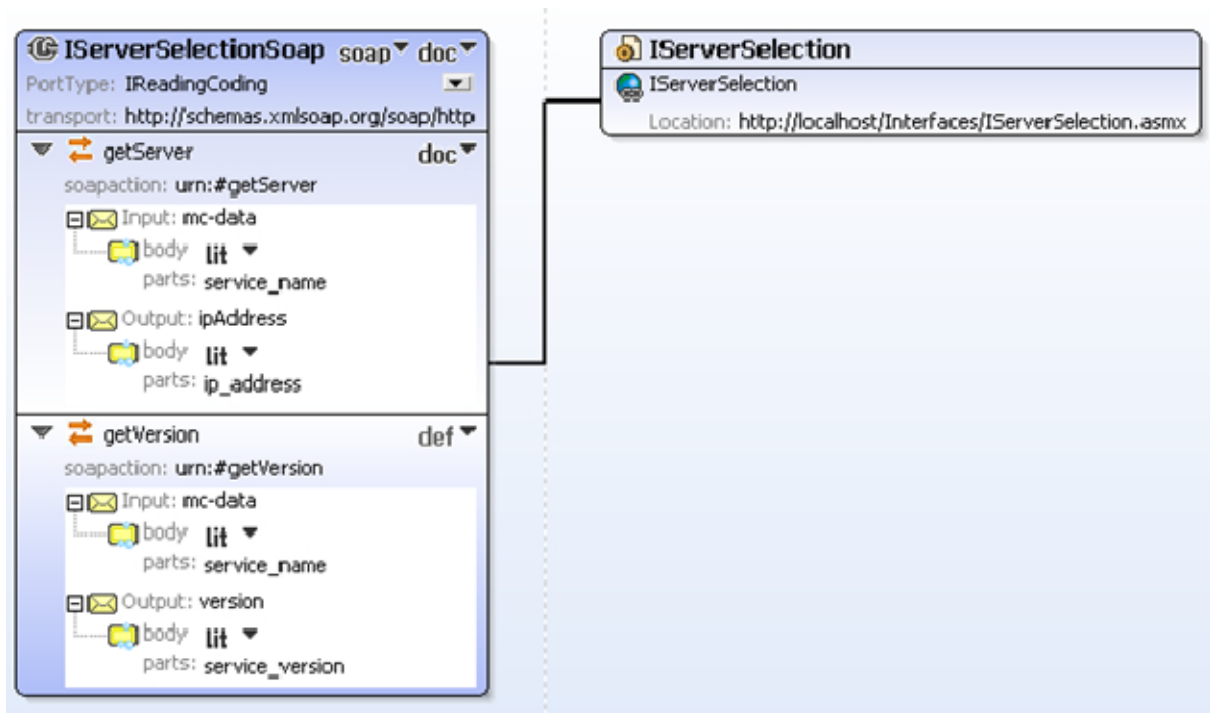 IServerSelectionSoap soap doc
PortType: IReadingCoding
transport: http://schemas.xmlsoap.org/soap/http
getServer doc
soapaction: urn:#getServer
Input: mc-data
body lit
parts: service_name
Output: ipAddress
body lit
parts: ip_address
getVersion def
soapaction: urn:#getVersion
Input: mc-data
body lit
parts: service_name
Output: version
body lit
parts: service_version
IServerSelection
IServerSelection
Location: http://localhost/Interfaces/IServerSelection.asmx